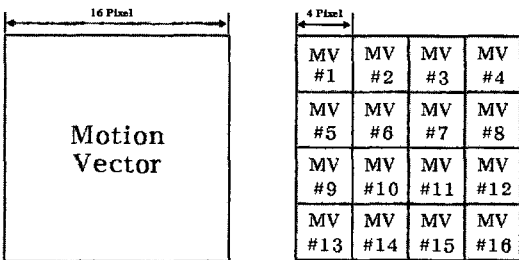 16 Pixel
Motion
Vector
4 Pixel
MV MV MV MV
#1 #2 #3 #4
MV MV MV MV
#5 #6 #7 #8
MV MV MV MV
#9 #10 #11 #12
MV MV MV MV
#13 #14 #15 #16